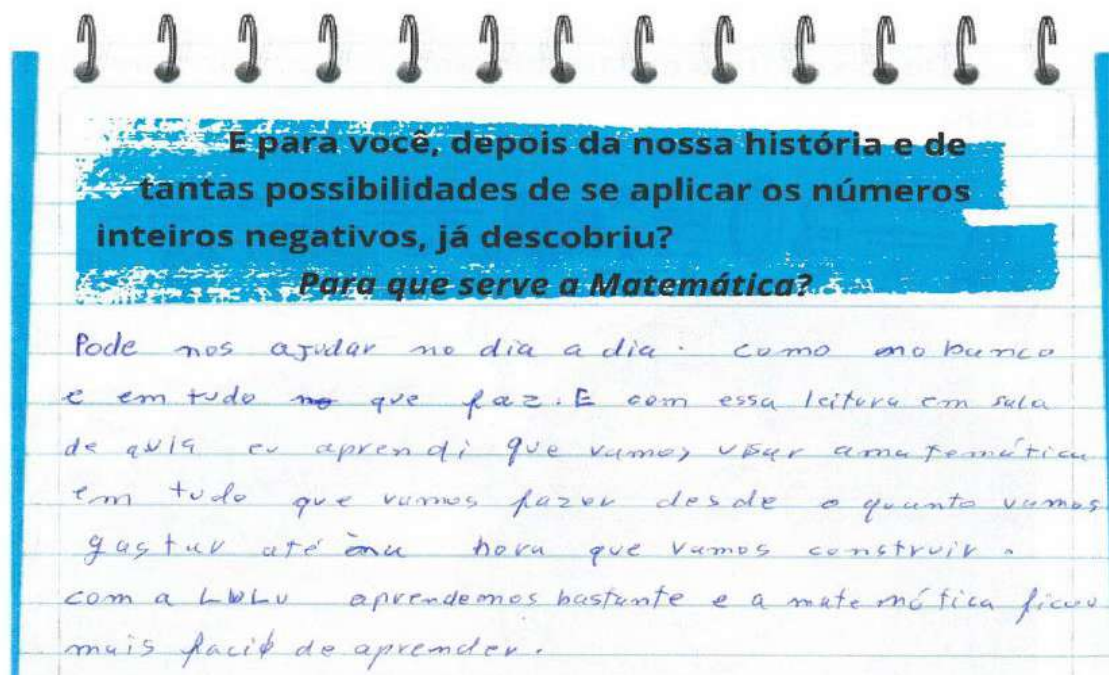 E para você, depois da nossa história e de
tantas possibilidades de se aplicar os números
inteiros negativos, já descobriu?
Para que serve a Matemática?
Pode nos ajudar no dia a dia. como no banco
e em tudo que faz. E com essa leitura em sala
de aula eu aprendi que vamos usar a matemática
em tudo que vamos fazer desde o quanto vamos
gastar até na hora que vamos construir.
com a Lulu aprendemos bastante e a matemática ficou
mais facil de aprender.